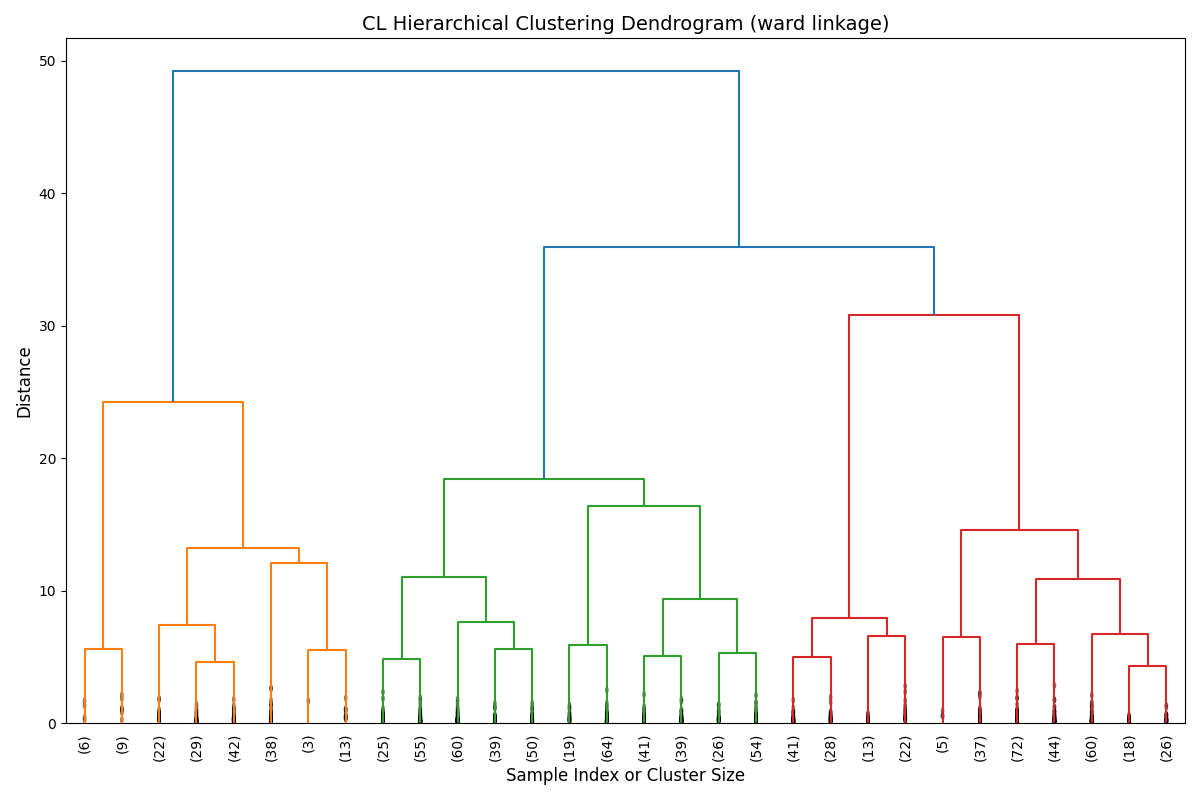 CL Hierarchical Clustering Dendrogram (ward linkage)
50
40
30
20
10
0
Distance
(6) (9) (22) (29) (42) (38) (3) (13) (25) (55) (60) (39) (50) (19) (64) (41) (39) (26) (54) (41) (28) (13) (22) (5) (37) (72) (44) (60) (18) (26)
Sample Index or Cluster Size